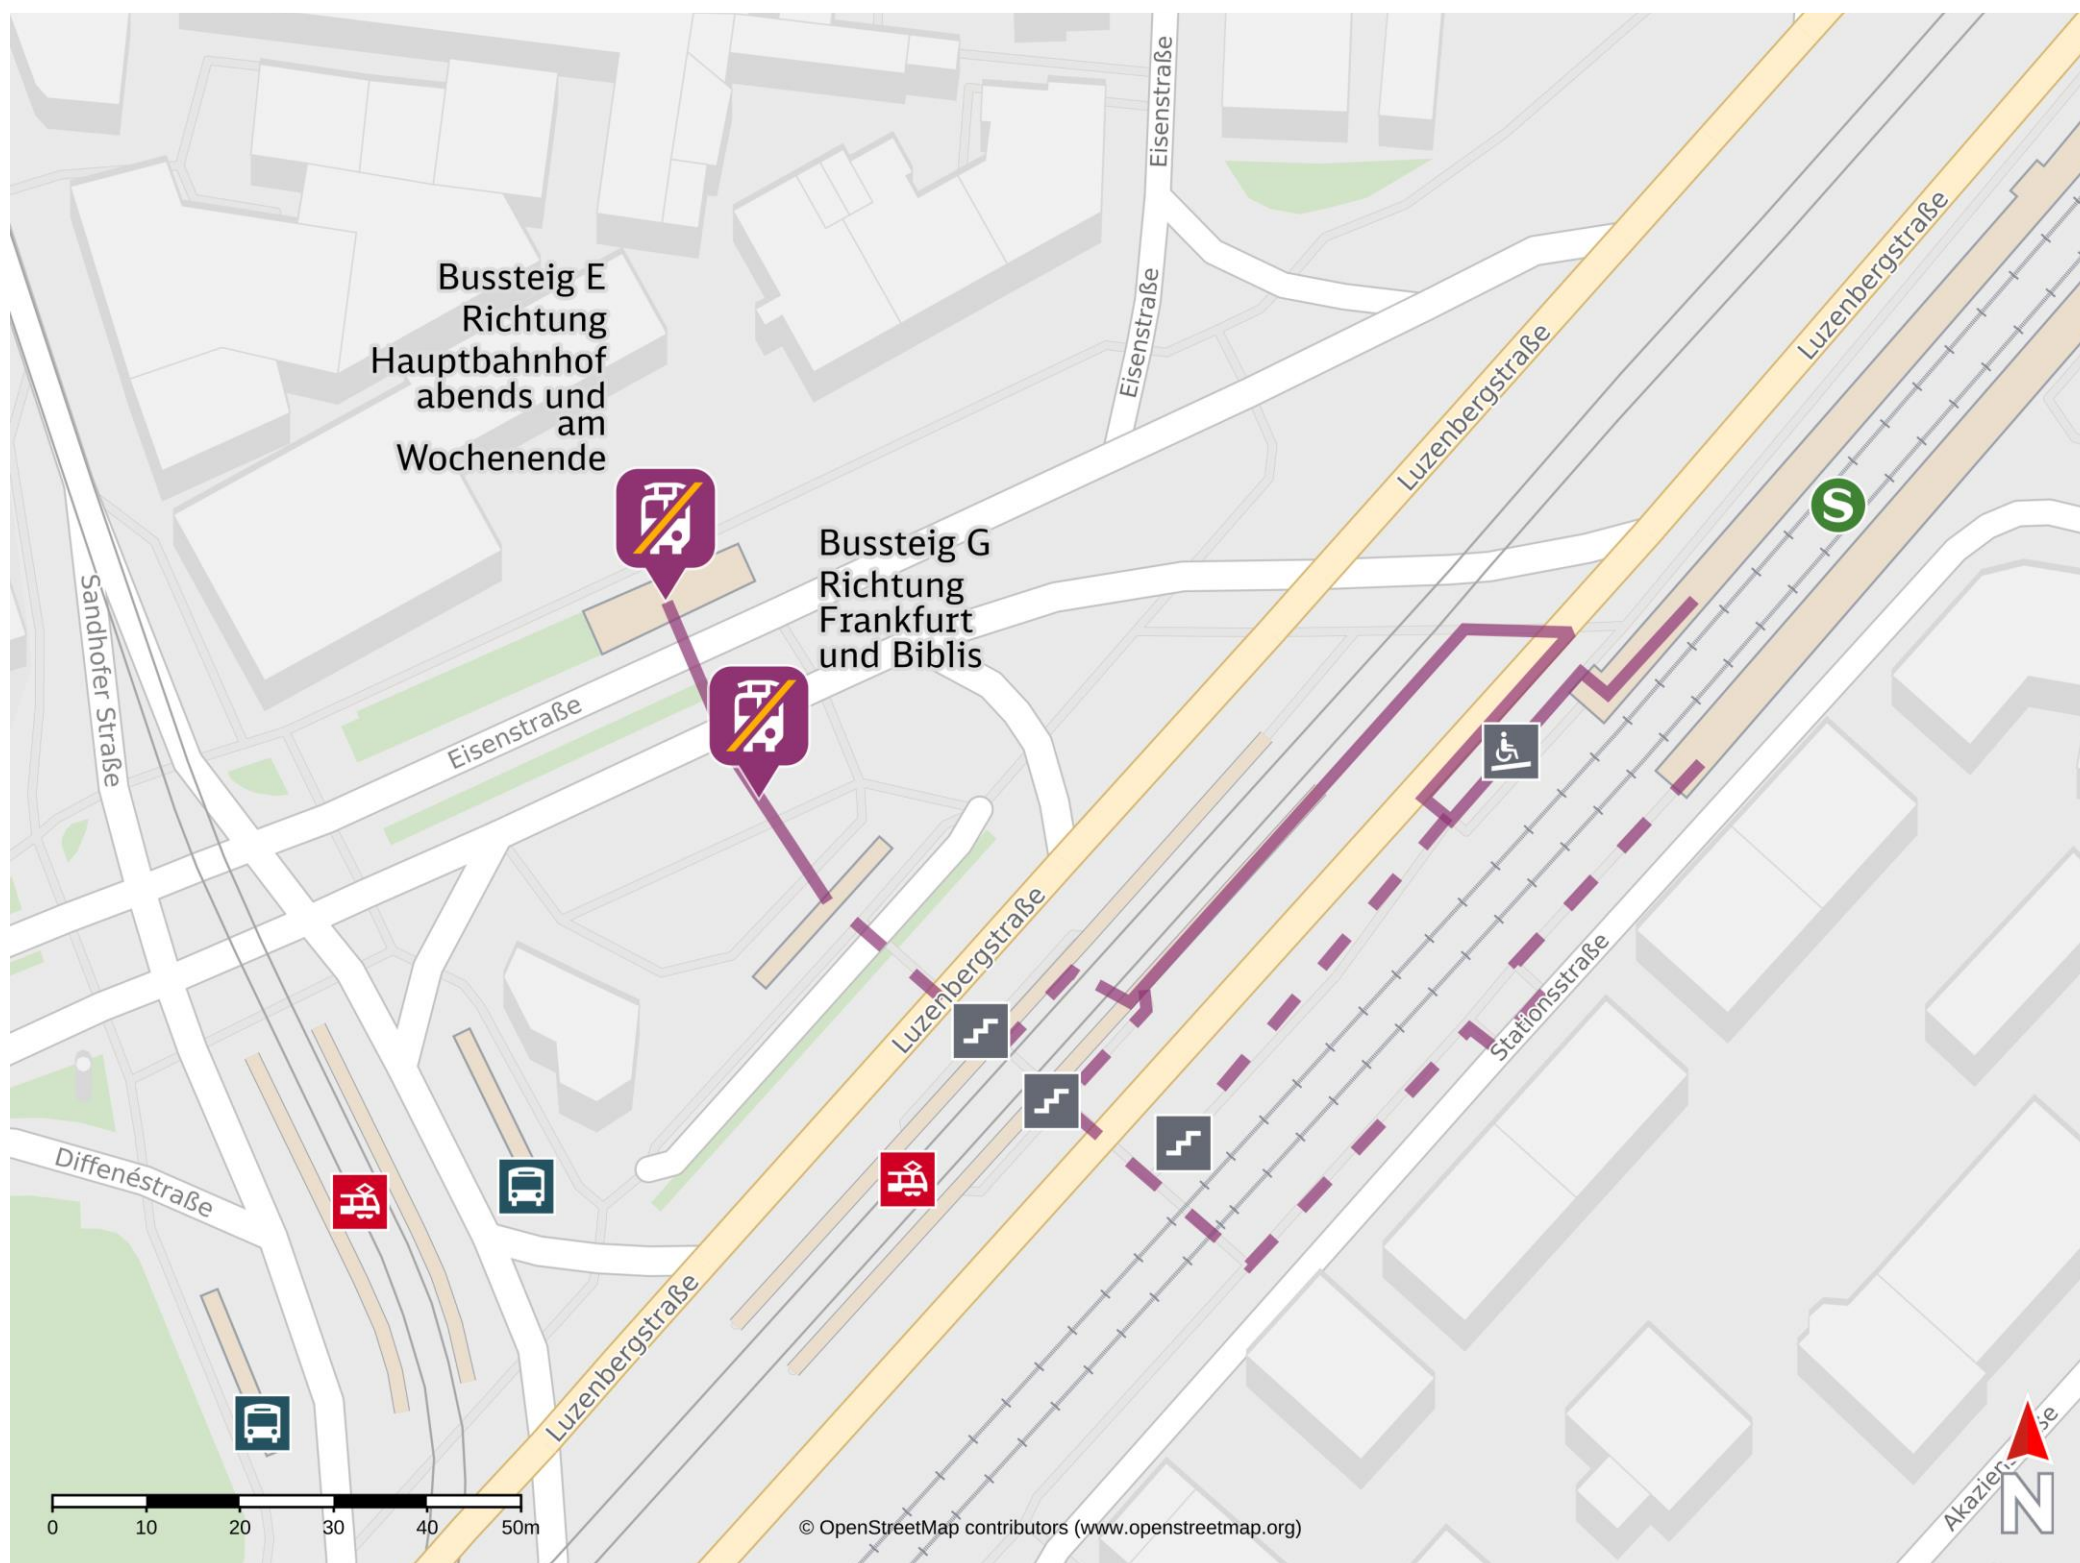 Eisenstraße
Luzenbergstraße
Bussteig E
Richtung
Hauptbahnhof
abends und
am
Wochenende
Eisenstraße
Luzenbergstraße
S
Bussteig G
Richtung
Frankfurt
und Biblis
Sandhofer Straße
Eisenstraße
Luzenbergstraße
Stationsstraße
Diffenéstraße
Luzenbergstraße
N
0 10 20 30 40 50m
© OpenStreetMap contributors (www.openstreetmap.org)